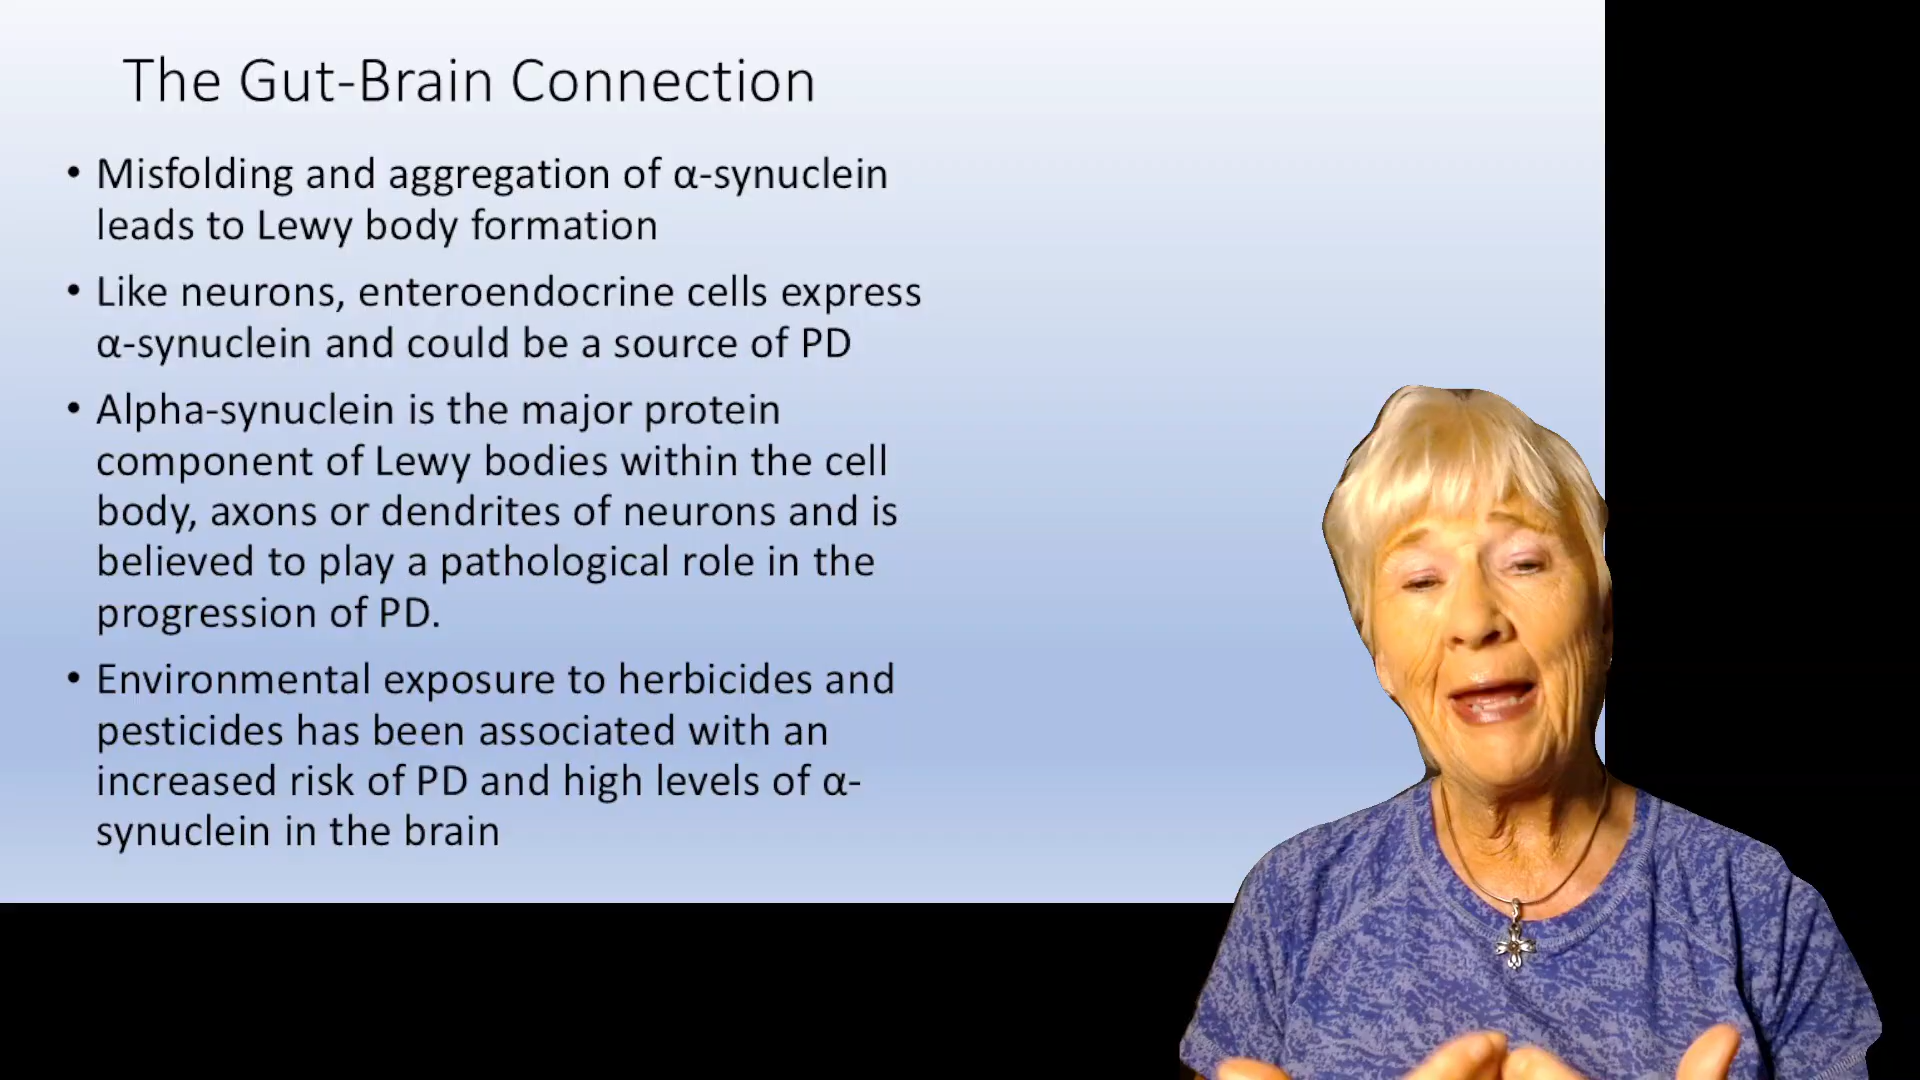 The Gut-Brain Connection
• Misfolding and aggregation of α-synuclein
leads to Lewy body formation
• Like neurons, enteroendocrine cells express
α-synuclein and could be a source of PD
• Alpha-synuclein is the major protein
component of Lewy bodies within the cell
body, axons or dendrites of neurons and is
believed to play a pathological role in the
progression of PD.
• Environmental exposure to herbicides and
pesticides has been associated with an
increased risk of PD and high levels of α-
synuclein in the brain